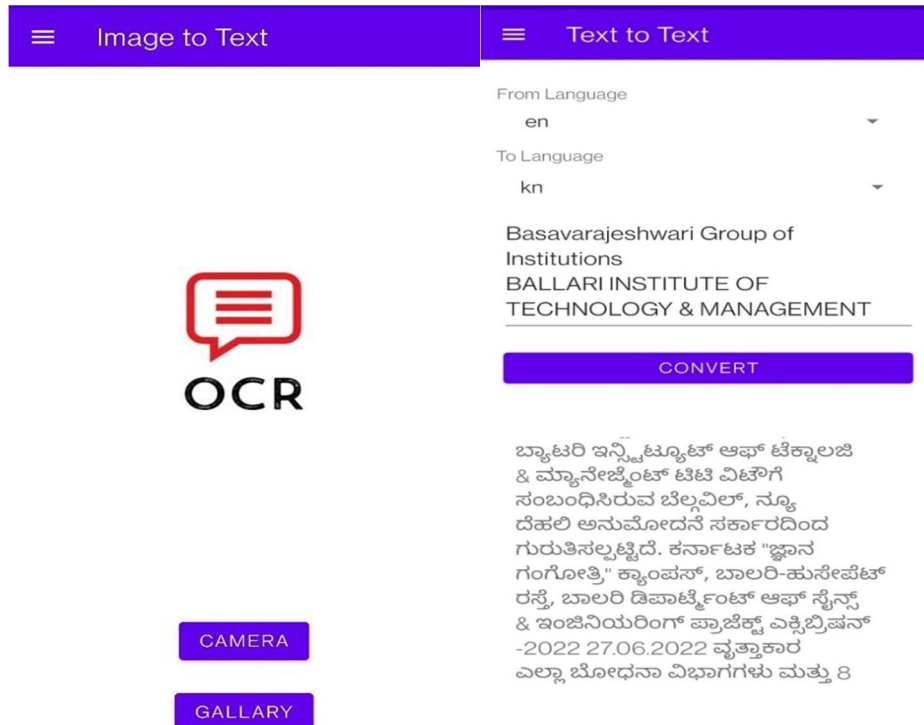 Image to Text
OCR
CAMERA
GALLARY
Text to Text
From Language
en
To Language
kn
Basavarajeshwari Group of
Institutions
BALLARI INSTITUTE OF
TECHNOLOGY & MANAGEMENT
CONVERT
ಬ್ಯಾಟರಿ ಇನ್ಸ್ಟಿಟ್ಯೂಟ್ ಆಫ್ ಟೆಕ್ನಾಲಜಿ
& ಮ್ಯಾನೇಜ್ಮೆಂಟ್ ಟಿಟಿ ವಿಟೌಗೆ
ಸಂಬಂಧಿಸಿರುವ ಬೆಲ್ಗವಿಲ್, ನ್ಯೂ
ದೆಹಲಿ ಅನುಮೋದನೆ ಸರ್ಕಾರದಿಂದ
ಗುರುತಿಸಲ್ಪಟ್ಟಿದೆ. ಕರ್ನಾಟಕ "ಜ್ಞಾನ
ಗಂಗೋತ್ರಿ" ಕ್ಯಾಂಪಸ್, ಬಾಲರಿ-ಹುಸೇಪೆಟ್
ರಸ್ತೆ, ಬಾಲರಿ ಡಿಪಾರ್ಟ್ಮೆಂಟ್ ಆಫ್ ಸೈನ್ಸ್
& ಇಂಜಿನಿಯರಿಂಗ್ ಪ್ರಾಜೆಕ್ಟ್ ಎಕ್ಸಿಬ್ರಿಷನ್
-2022 27.06.2022 ವೃತ್ತಾಕಾರ
ಎಲ್ಲಾ ಬೋಧನಾ ವಿಭಾಗಗಳು ಮತ್ತು 8